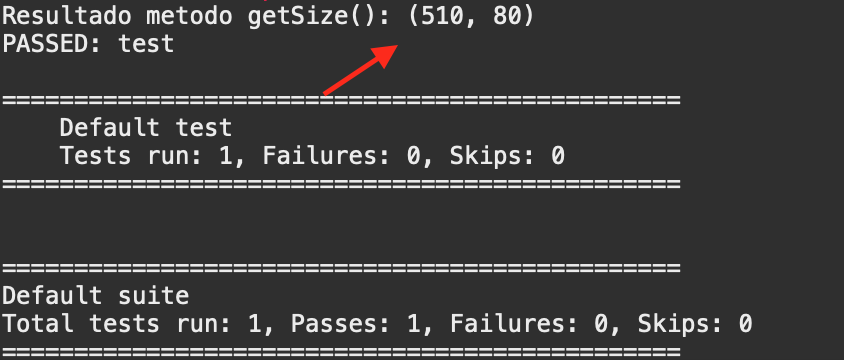 Resultado metodo getSize(): (510, 80)
PASSED: test
===============================================
Default test
Tests run: 1, Failures: 0, Skips: 0
===============================================
===============================================
Default suite
Total tests run: 1, Passes: 1, Failures: 0, Skips: 0
===============================================